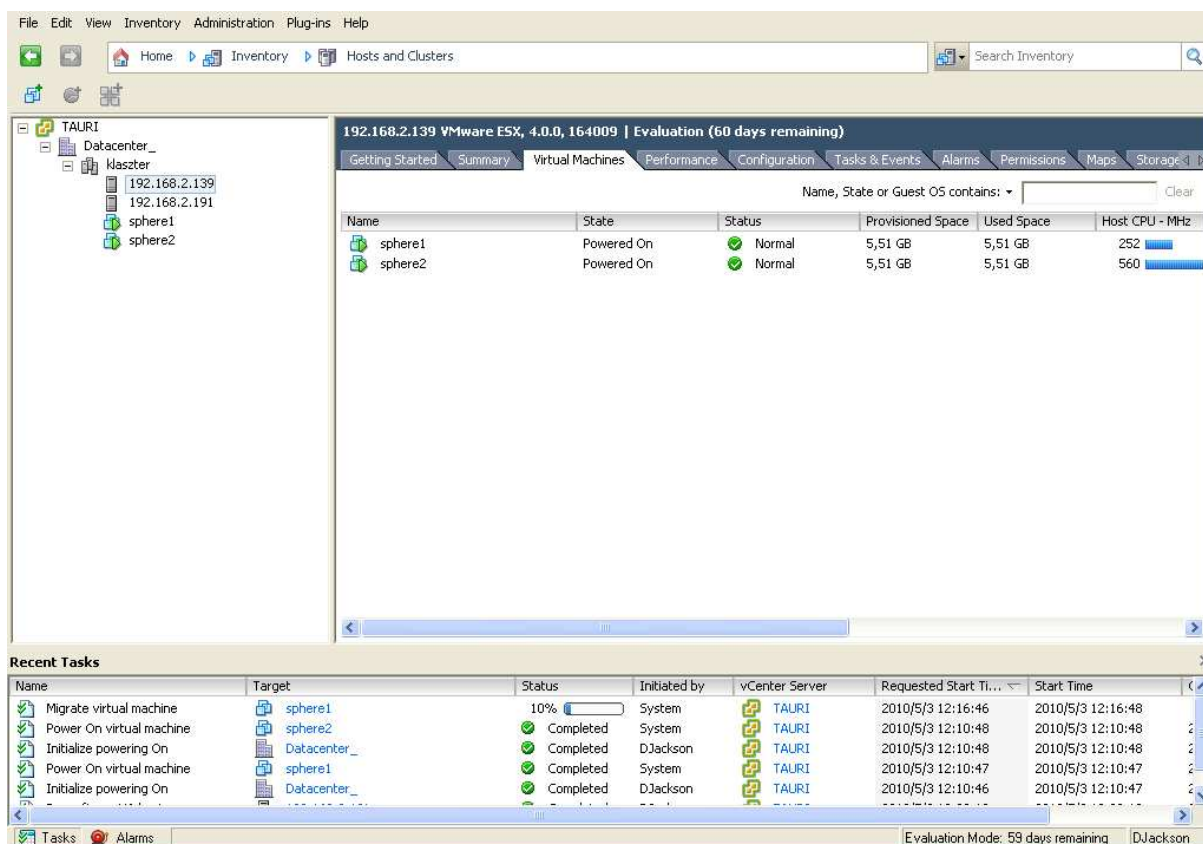 File Edit View Inventory Administration Plug-ins Help
Home Inventory Hosts and Clusters Search Inventory
TAURI
Datacenter_
klaszter
192.168.2.139
192.168.2.191
sphere1
sphere2
192.168.2.139 VMware ESX, 4.0.0, 164009 | Evaluation (60 days remaining)
Getting Started Summary Virtual Machines Performance Configuration Tasks & Events Alarms Permissions Maps Storage
Name, State or Guest OS contains: Clear
Name State Status Provisioned Space Used Space Host CPU - MHz
sphere1 Powered On Normal 5,51 GB 5,51 GB 252
sphere2 Powered On Normal 5,51 GB 5,51 GB 560
Recent Tasks
Name Target Status Initiated by vCenter Server Requested Start Ti... Start Time
Migrate virtual machine sphere1 10% System TAURI 2010/5/3 12:16:46 2010/5/3 12:16:48
Power On virtual machine sphere2 Completed System TAURI 2010/5/3 12:10:48 2010/5/3 12:10:48
Initialize powering On Datacenter_ Completed DJackson TAURI 2010/5/3 12:10:48 2010/5/3 12:10:48
Power On virtual machine sphere1 Completed System TAURI 2010/5/3 12:10:47 2010/5/3 12:10:47
Initialize powering On Datacenter_ Completed DJackson TAURI 2010/5/3 12:10:46 2010/5/3 12:10:47
Tasks Alarms Evaluation Mode: 59 days remaining DJackson